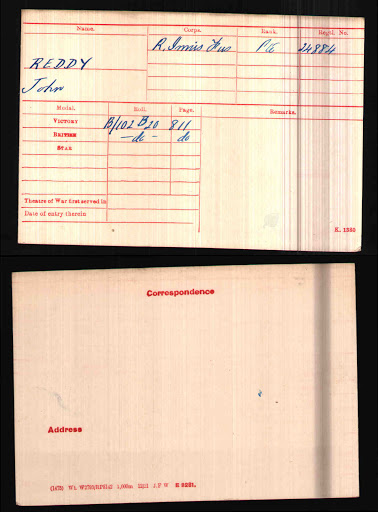 Name. Corps. Rank. Regtl. No.
R. Innis Fus Pte 24884
REDDY
John
Medal. Roll. Page. Remarks.
VICTORY B/102 B20 811
BRITISH - do - do
STAR
Theatre of War first served in
Date of entry therein
K. 1380
Correspondence
Address
J.P.W